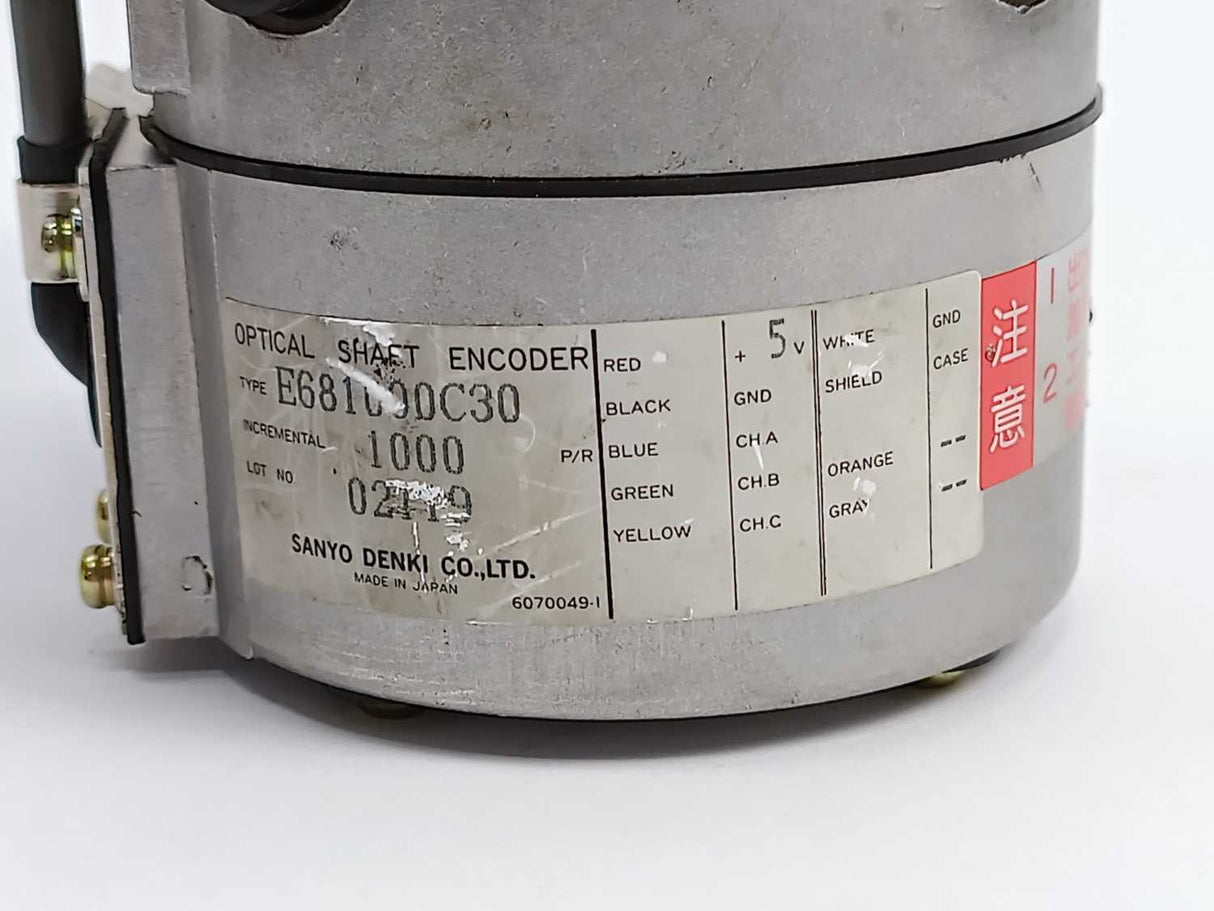 OPTICAL SHAFT ENCODER
TYPE
INCREMENTAL 1000 P/R
LOT NO
SANYO DENKI CO.,LTD.
MADE IN JAPAN
6070049-1
RED + 5 V
BLACK GND
BLUE CH.A
GREEN CH.B
YELLOW CH.C
WHITE GND
SHIELD CASE
ORANGE --
GRAY --
注意
1
2